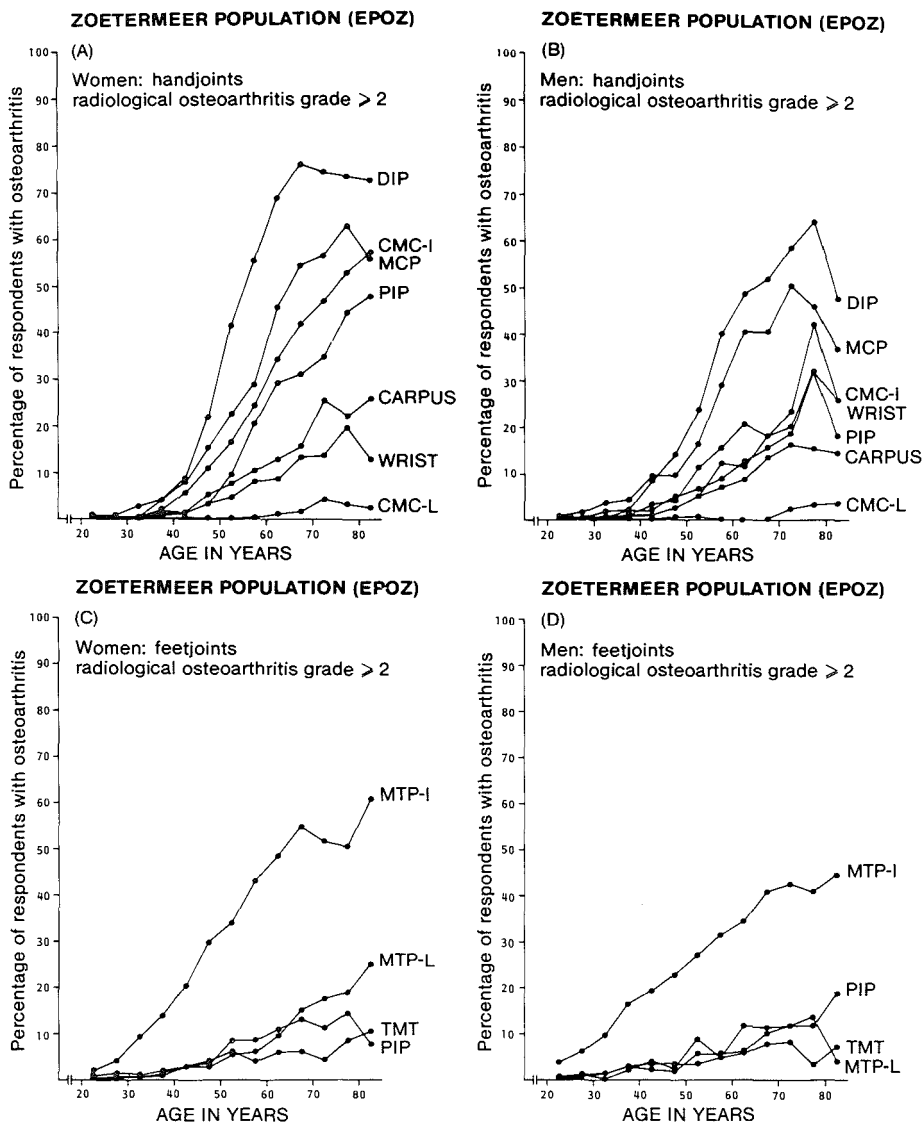 ZOETERMEER POPULATION (EPOZ)
(A)
Women: handjoints
radiological osteoarthritis grade ⩾ 2
Percentage of respondents with osteoarthritis
100
90
80
70
60
50
40
30
20
10
DIP
CMC-I
MCP
PIP
CARPUS
WRIST
CMC-L
20 30 40 50 60 70 80
AGE IN YEARS
ZOETERMEER POPULATION (EPOZ)
(B)
Men: handjoints
radiological osteoarthritis grade ⩾ 2
Percentage of respondents with osteoarthritis
100
90
80
70
60
50
40
30
20
10
DIP
MCP
CMC-I
WRIST
PIP
CARPUS
CMC-L
20 30 40 50 60 70 80
AGE IN YEARS
ZOETERMEER POPULATION (EPOZ)
(C)
Women: feetjoints
radiological osteoarthritis grade ⩾ 2
Percentage of respondents with osteoarthritis
100
90
80
70
60
50
40
30
20
10
MTP-I
MTP-L
TMT
PIP
20 30 40 50 60 70 80
AGE IN YEARS
ZOETERMEER POPULATION (EPOZ)
(D)
Men: feetjoints
radiological osteoarthritis grade ⩾ 2
Percentage of respondents with osteoarthritis
100
90
80
70
60
50
40
30
20
10
MTP-I
PIP
TMT
MTP-L
20 30 40 50 60 70 80
AGE IN YEARS